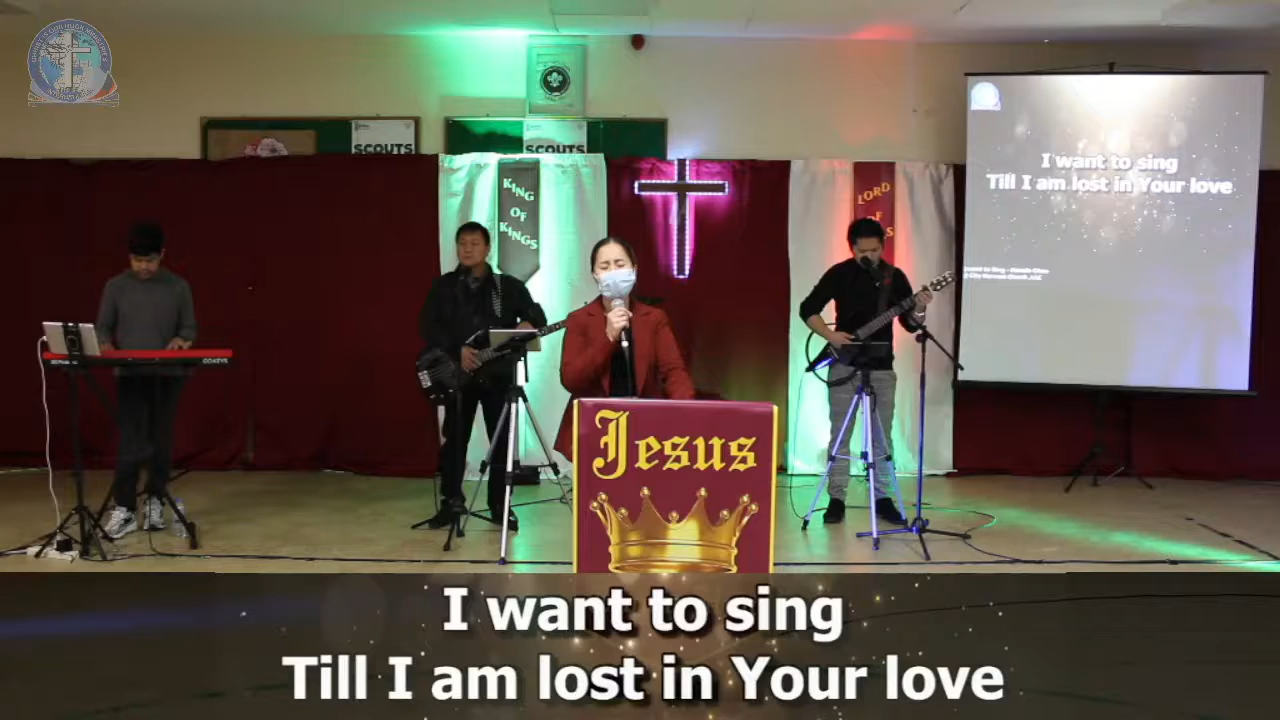 SCOUTS
SCOUTS
KING
OF
KINGS
LORD
OF
I want to sing
Till I am lost in Your love
Jesus
I want to sing
Till I am lost in Your love